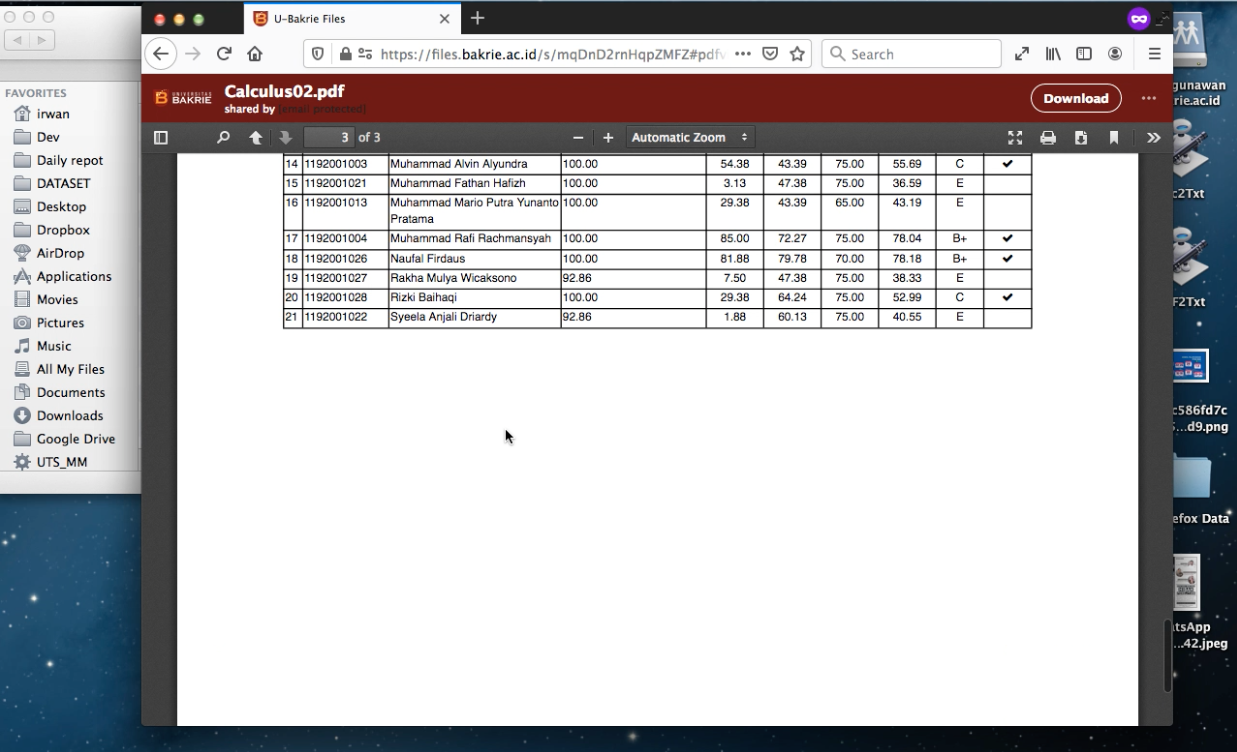 U-Bakrie Files
https://files.bakrie.ac.id/s/mqDnD2rnHqpZMFZ#pdfv
Search
UNIVERSITAS
BAKRIE
Calculus02.pdf
shared by [email protected]
Download
3 of 3
Automatic Zoom
FAVORITES
irwan
Dev
Daily repot
DATASET
Desktop
Dropbox
AirDrop
Applications
Movies
Pictures
Music
All My Files
Documents
Downloads
Google Drive
UTS_MM
14 1192001003 Muhammad Alvin Alyundra 100.00 54.38 43.39 75.00 55.69 C ✔
15 1192001021 Muhammad Fathan Hafizh 100.00 3.13 47.38 75.00 36.59 E
16 1192001013 Muhammad Mario Putra Yunanto 100.00 29.38 43.39 65.00 43.19 E
Pratama
17 1192001004 Muhammad Rafi Rachmansyah 100.00 85.00 72.27 75.00 78.04 B+ ✔
18 1192001026 Naufal Firdaus 100.00 81.88 79.78 70.00 78.18 B+ ✔
19 1192001027 Rakha Mulya Wicaksono 92.86 7.50 47.38 75.00 38.33 E
20 1192001028 Rizki Baihaqi 100.00 29.38 64.24 75.00 52.99 C ✔
21 1192001022 Syeela Anjali Driardy 92.86 1.88 60.13 75.00 40.55 E
gunawan
rie.ac.id
c2Txt
F2Txt
c586fd7c
...d9.png
efox Data
tsApp
...42.jpeg